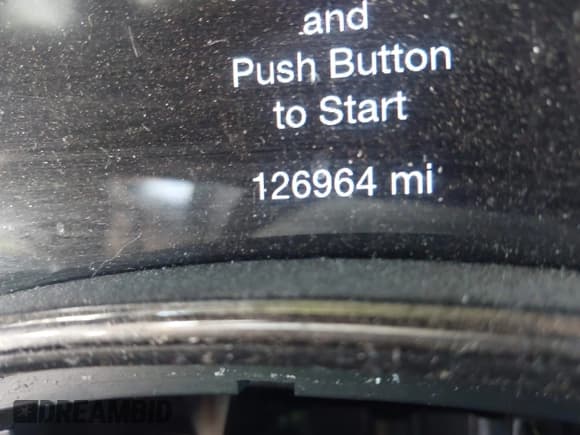 and
Push Button
to Start
126964 mi
DREAMBID